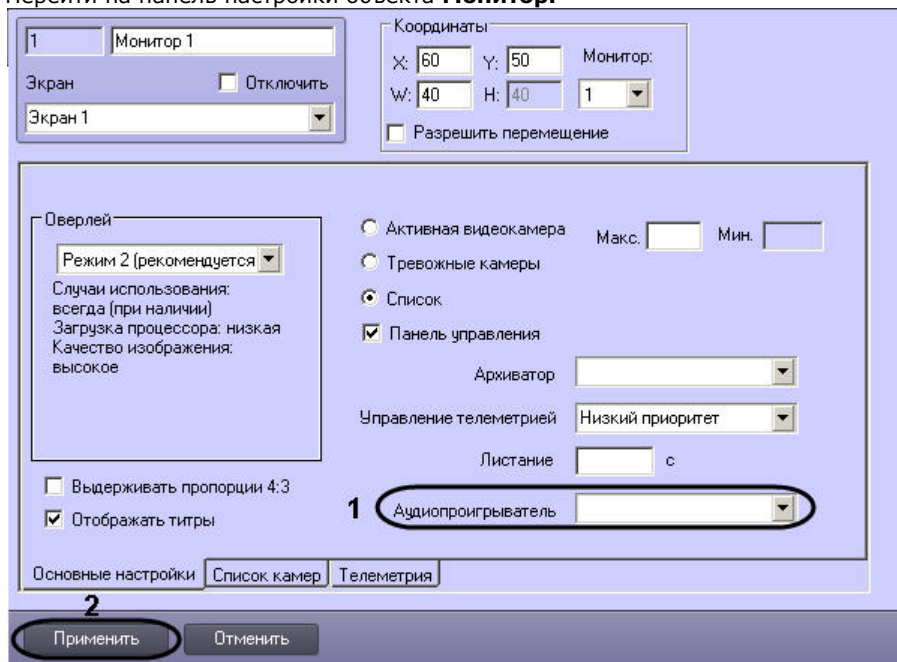 Перейти на панель настройки объекта Монитор.
1 Монитор 1
Экран Отключить
Экран 1
Координаты
X: 60 Y: 50 Монитор:
W: 40 H: 40 1
Разрешить перемещение
Оверлей
Режим 2 (рекомендуется
Случаи использования:
всегда (при наличии)
Загрузка процессора: низкая
Качество изображения:
высокое
Выдерживать пропорции 4:3
Отображать титры
Активная видеокамера Макс. Мин.
Тревожные камеры
Список
Панель управления
Архиватор
Управление телеметрией Низкий приоритет
Листание с
1 Аудиопроигрыватель
Основные настройки Список камер Телеметрия
2
Применить Отменить